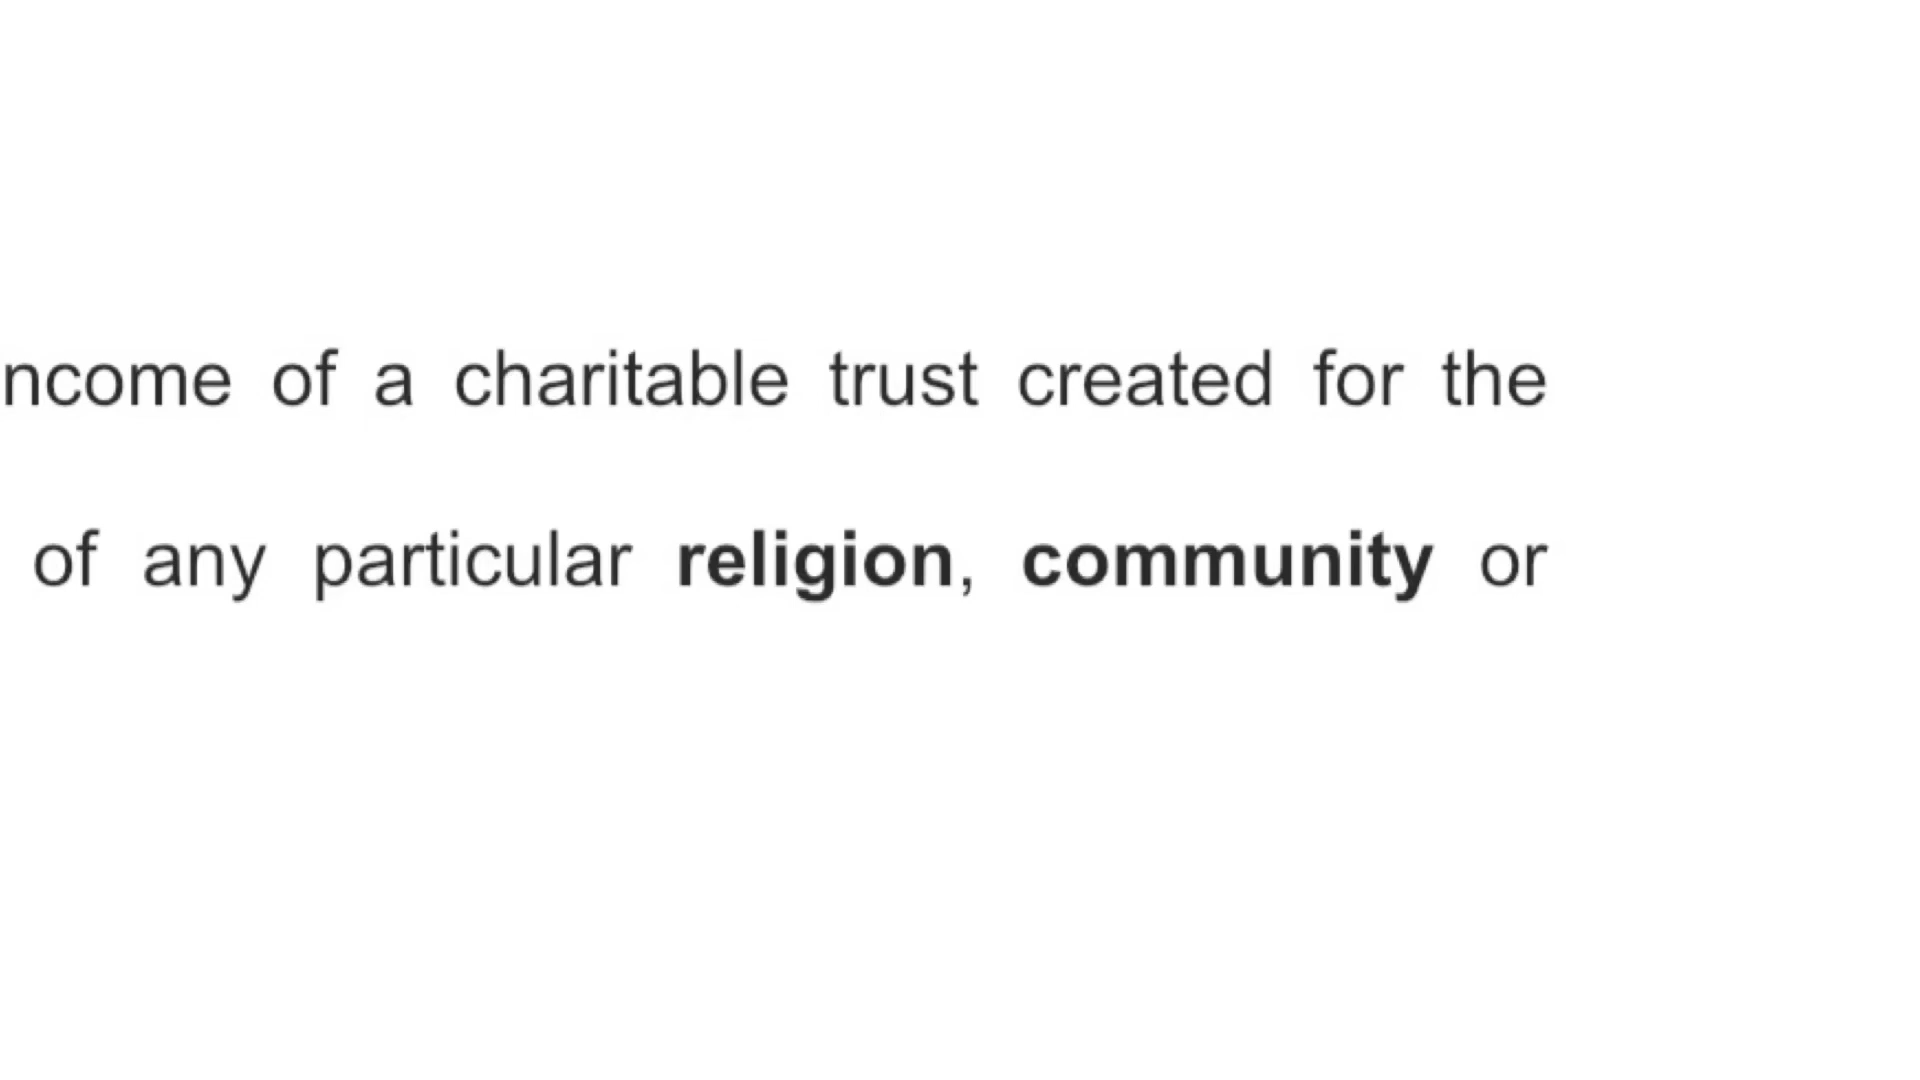 ncome of a charitable trust created for the
of any particular religion, community or